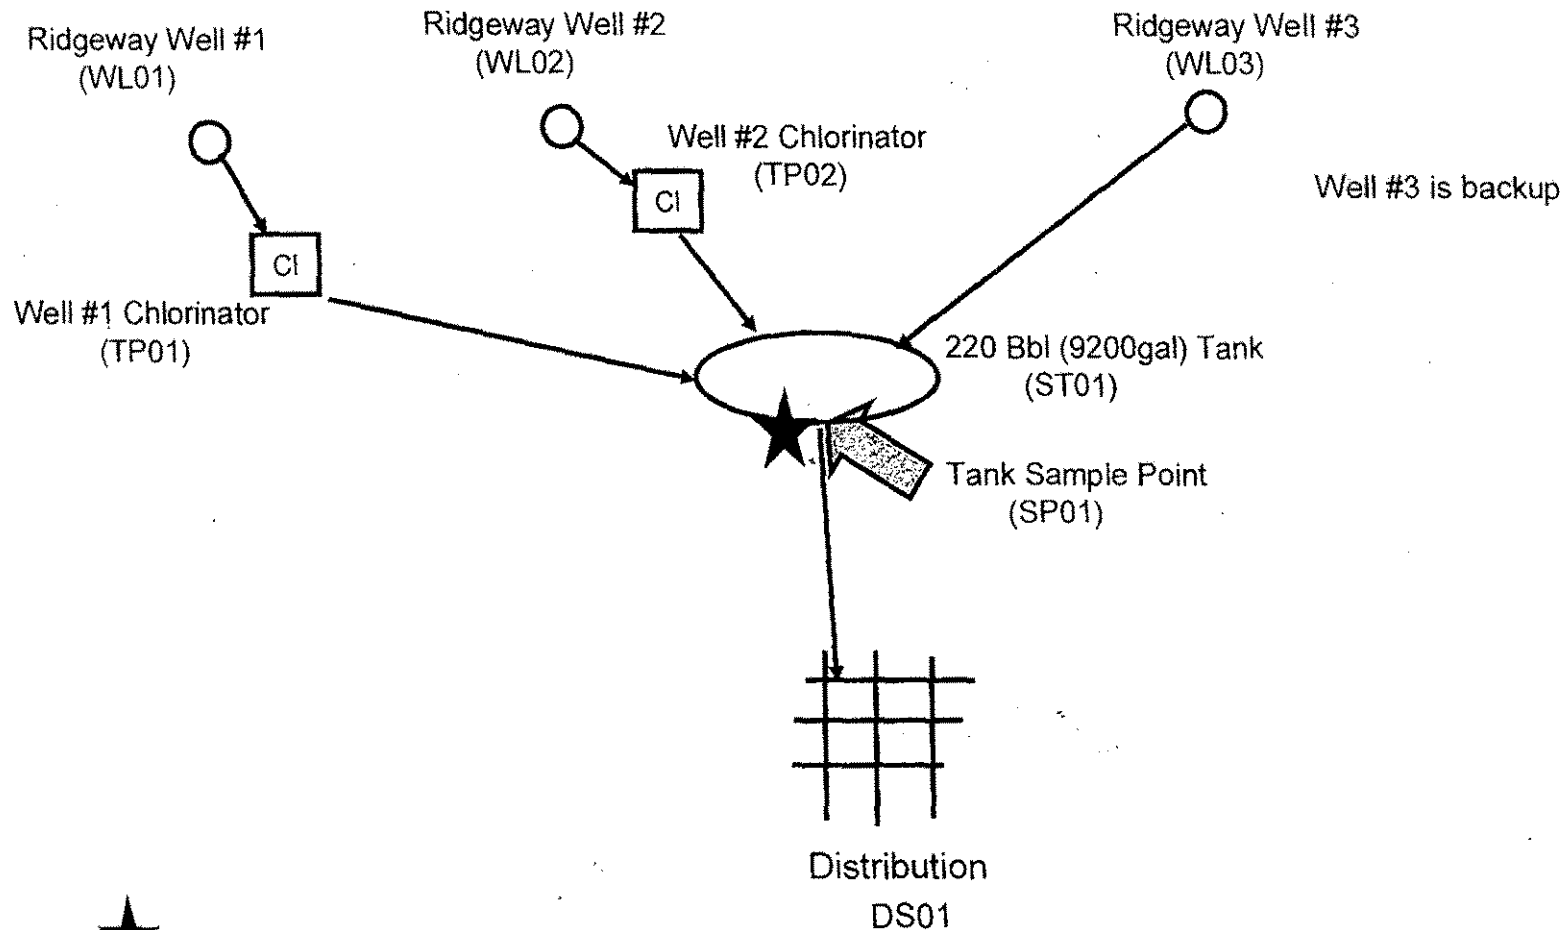 Ridgeway Well #1
(WL01)
Ridgeway Well #2
(WL02)
Ridgeway Well #3
(WL03)
Well #2 Chlorinator
(TP02)
Well #3 is backup
Cl
Cl
Well #1 Chlorinator
(TP01)
220 Bbl (9200gal) Tank
(ST01)
Tank Sample Point
(SP01)
Distribution
DS01